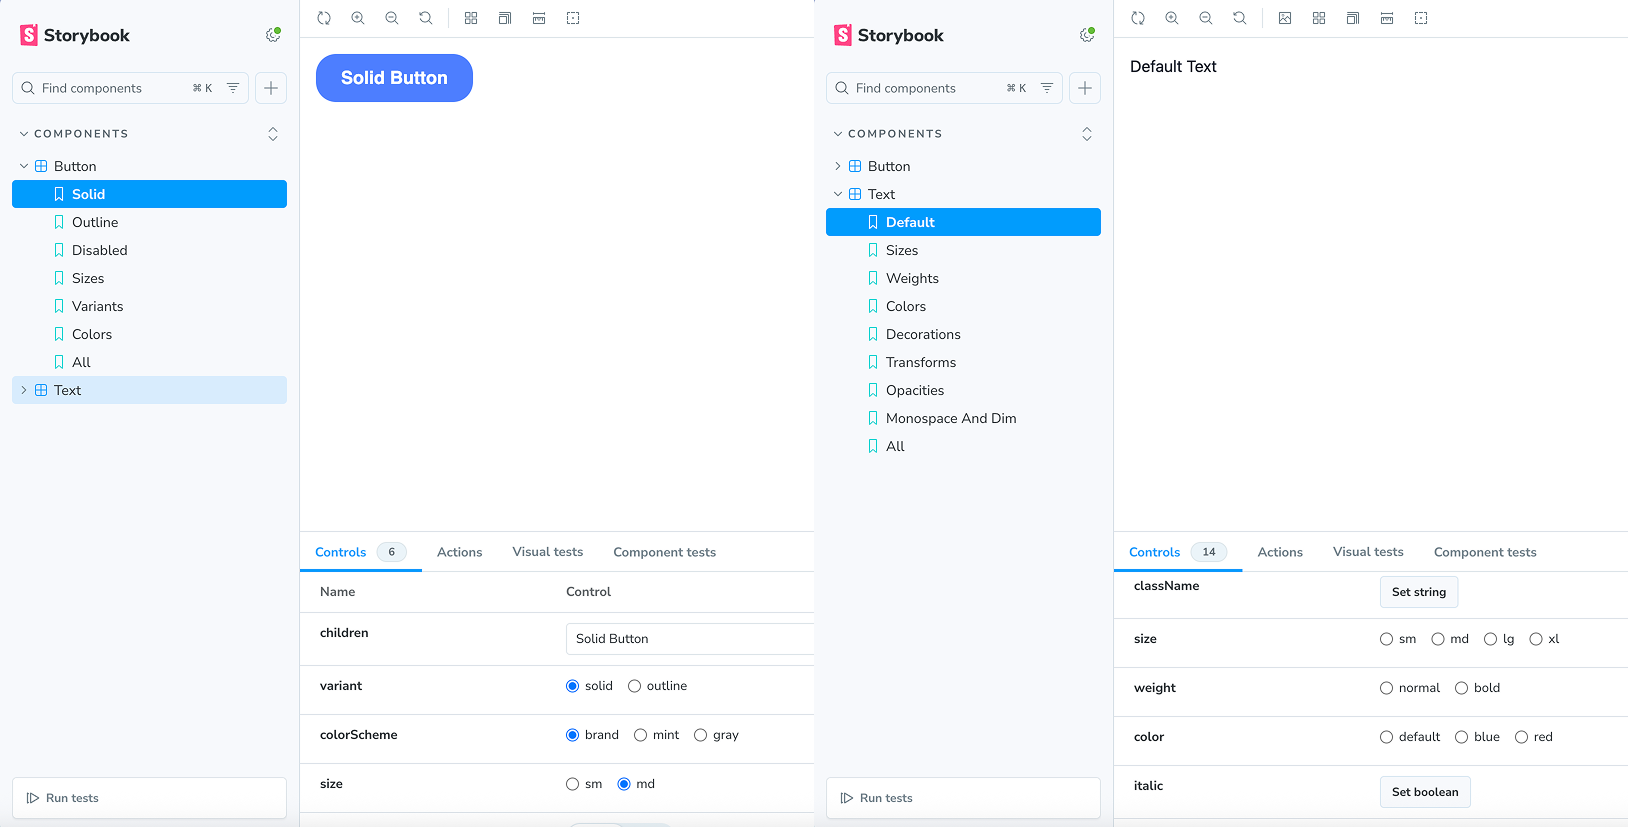 Storybook
Find components
⌘ K
COMPONENTS
Button
Solid
Outline
Disabled
Sizes
Variants
Colors
All
Text
Run tests
Solid Button
Controls 6 Actions Visual tests Component tests
Name Control
children Solid Button
variant solid outline
colorScheme brand mint gray
size sm md
Storybook
Find components
⌘ K
COMPONENTS
Button
Text
Default
Sizes
Weights
Colors
Decorations
Transforms
Opacities
Monospace And Dim
All
Run tests
Default Text
Controls 14 Actions Visual tests Component tests
className Set string
size sm md lg xl
weight normal bold
color default blue red
italic Set boolean